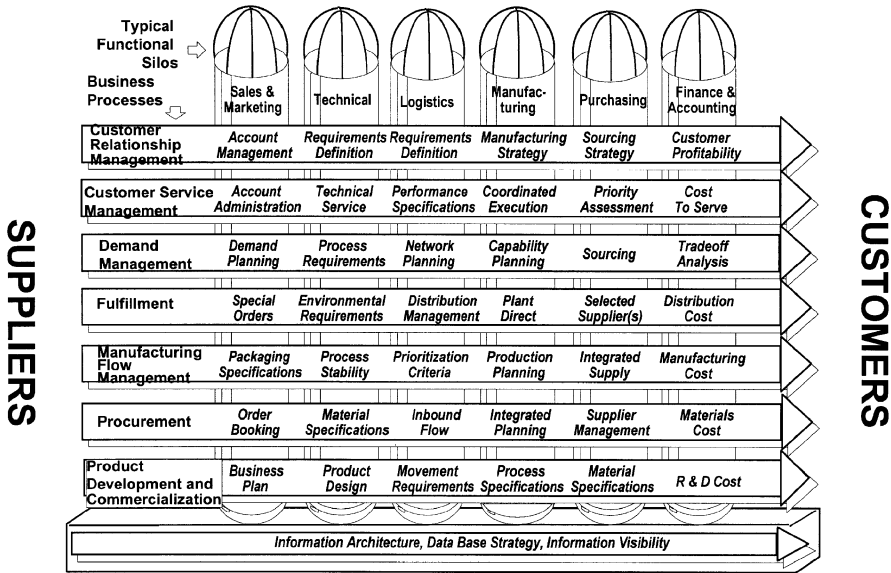 Typical
Functional
Silos
Business
Processes
Sales &
Marketing
Technical
Logistics
Manufac-
turing
Purchasing
Finance &
Accounting
Customer
Relationship
Management
Account
Management
Requirements
Definition
Requirements
Definition
Manufacturing
Strategy
Sourcing
Strategy
Customer
Profitability
Customer Service
Management
Account
Administration
Technical
Service
Performance
Specifications
Coordinated
Execution
Priority
Assessment
Cost
To Serve
Demand
Management
Demand
Planning
Process
Requirements
Network
Planning
Capability
Planning
Sourcing
Tradeoff
Analysis
Fulfillment
Special
Orders
Environmental
Requirements
Distribution
Management
Plant
Direct
Selected
Supplier(s)
Distribution
Cost
Manufacturing
Flow
Management
Packaging
Specifications
Process
Stability
Prioritization
Criteria
Production
Planning
Integrated
Supply
Manufacturing
Cost
Procurement
Order
Booking
Material
Specifications
Inbound
Flow
Integrated
Planning
Supplier
Management
Materials
Cost
Product
Development and
Commercialization
Business
Plan
Product
Design
Movement
Requirements
Process
Specifications
Material
Specifications
R & D Cost
Information Architecture, Data Base Strategy, Information Visibility
SUPPLIERS
CUSTOMERS